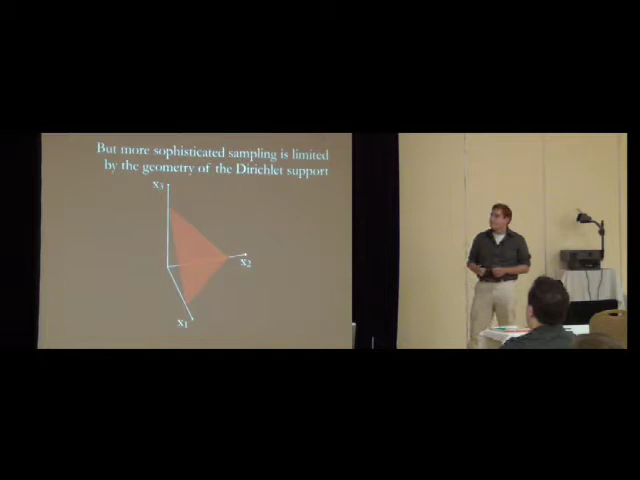 But more sophisticated sampling is limited
by the geometry of the Dirichlet support
x3
x2
x1